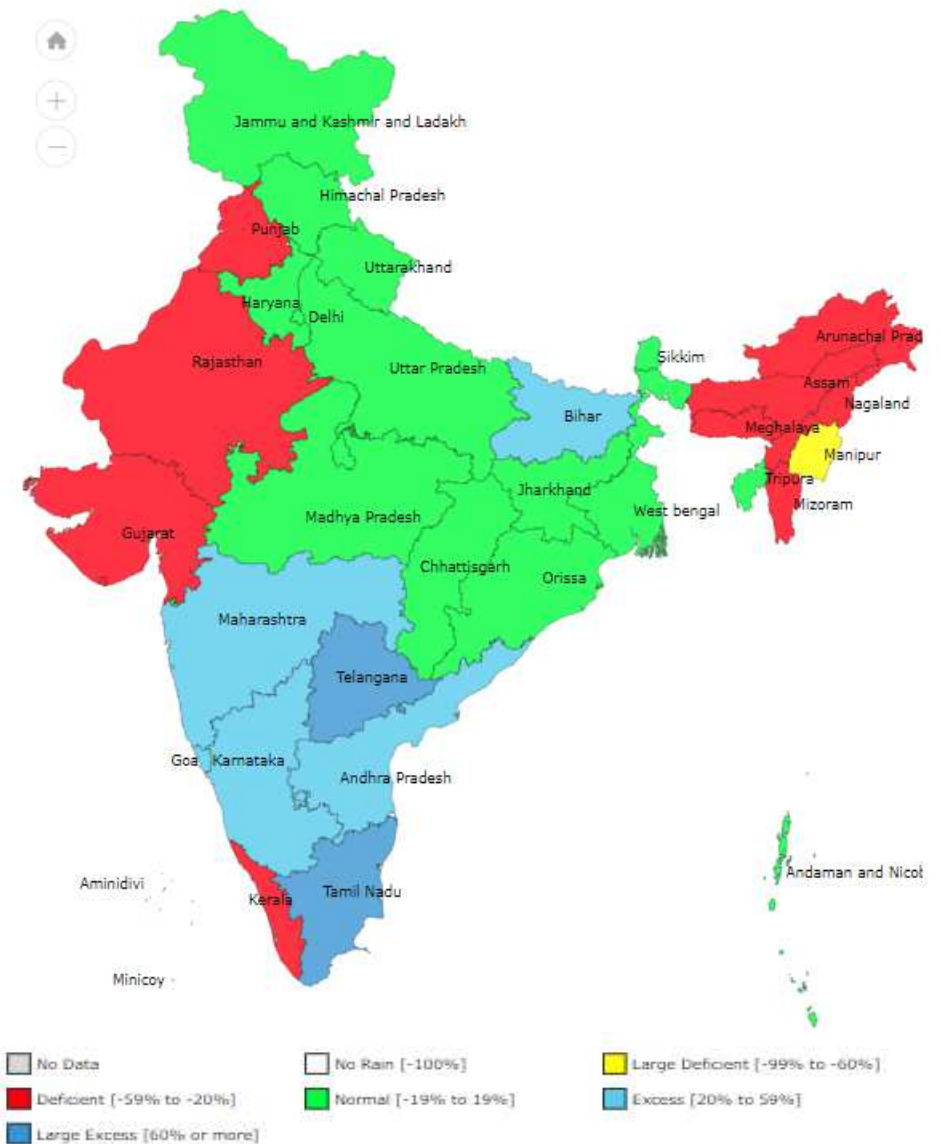 Jammu and Kashmir and Ladakh
Himachal Pradesh
Punjab
Uttarakhand
Haryana
Delhi
Arunachal Prad
Rajasthan
Uttar Pradesh
Sikkim
Assam
Nagaland
Bihar
Meghalaya
Manipur
Tripura
Jharkhand
Mizoram
West bengal
Madhya Pradesh
Gujarat
Chhattisgarh
Orissa
Maharashtra
Telangana
Goa
Karnataka
Andhra Pradesh
Andaman and Nicob
Aminidivi
Tamil Nadu
Kerala
Minicoy
No Data
No Rain [-100%]
Large Deficient [-99% to -60%]
Deficient [-59% to -20%]
Normal [-19% to 19%]
Excess [20% to 59%]
Large Excess [60% or more]